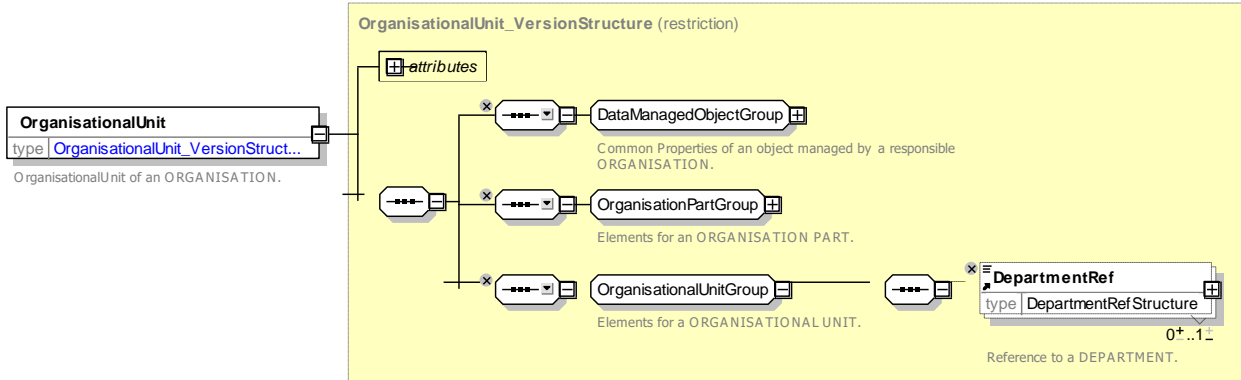 OrganisationalUnit_VersionStructure (restriction)
attributes
OrganisationalUnit
type OrganisationalUnit_VersionStruct...
OrganisationalUnit of an ORGANISATION.
DataManagedObjectGroup
Common Properties of an object managed by a responsible
ORGANISATION.
OrganisationPartGroup
Elements for an ORGANISATION PART.
OrganisationalUnitGroup
Elements for a ORGANISATIONAL UNIT.
DepartmentRef
type DepartmentRefStructure
0±..1±
Reference to a DEPARTMENT.